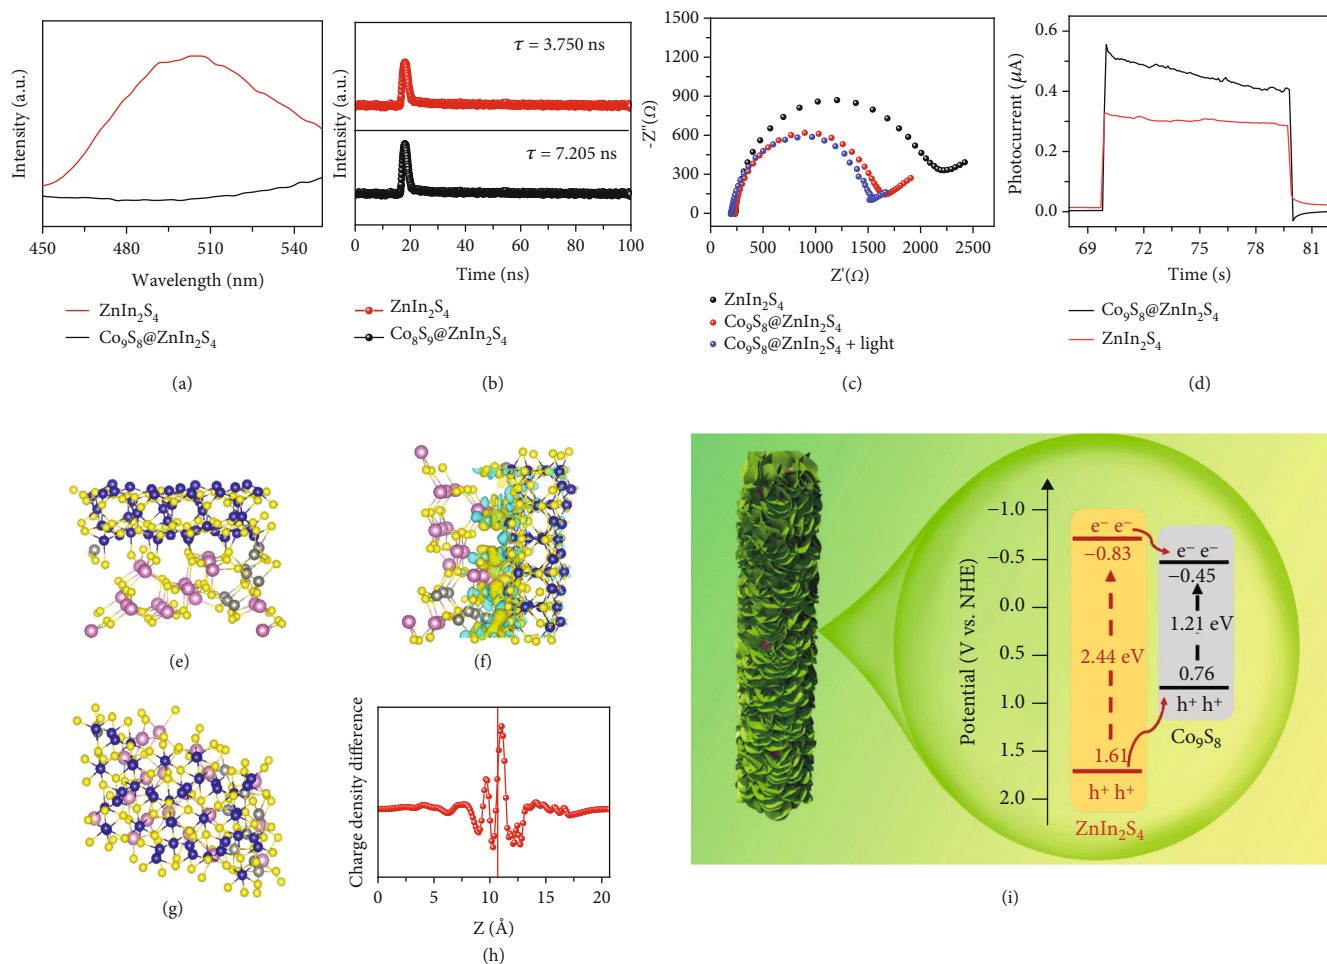 Intensity (a.u.)
450 480 510 540
Wavelength (nm)
ZnIn₂S₄
Co₉S₈@ZnIn₂S₄
(a)
Intensity (a.u.)
Intensity (a.u.)
τ = 3.750 ns
τ = 7.205 ns
0 20 40 60 80 100
Time (ns)
ZnIn₂S₄
Co₈S₉@ZnIn₂S₄
(b)
-Z″(Ω)
1500
1200
900
600
300
0
0 500 1000 1500 2000 2500
Z′(Ω)
ZnIn₂S₄
Co₉S₈@ZnIn₂S₄
Co₉S₈@ZnIn₂S₄ + light
(c)
Photocurrent (μA)
0.6
0.4
0.2
0.0
69 72 75 78 81
Time (s)
Co₉S₈@ZnIn₂S₄
ZnIn₂S₄
(d)
(e)
(f)
(g)
Charge density difference
0 5 10 15 20
Z (Å)
(h)
Potential (V vs. NHE)
−1.0
−0.5
0.0
0.5
1.0
1.5
2.0
e⁻ e⁻
−0.83
2.44 eV
1.61
h⁺ h⁺
ZnIn₂S₄
e⁻ e⁻
−0.45
1.21 eV
0.76
h⁺ h⁺
Co₉S₈
(i)